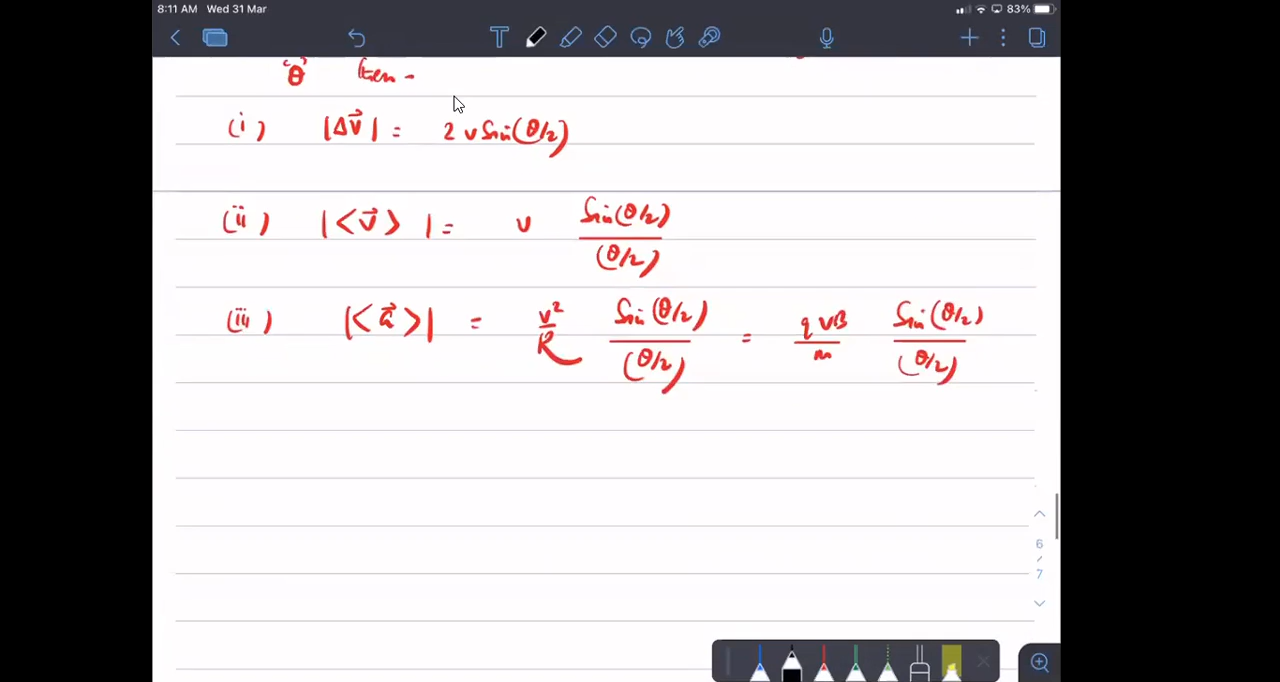 8:11 AM Wed 31 Mar 83%
"θ" then -
(i) |Δv⃗| = 2 v Sin(θ/2)
(ii) |<v⃗>| = v Sin(θ/2) / (θ/2)
(iii) |<a⃗>| = v²/R Sin(θ/2) / (θ/2) = qvB/m Sin(θ/2) / (θ/2)
6
7